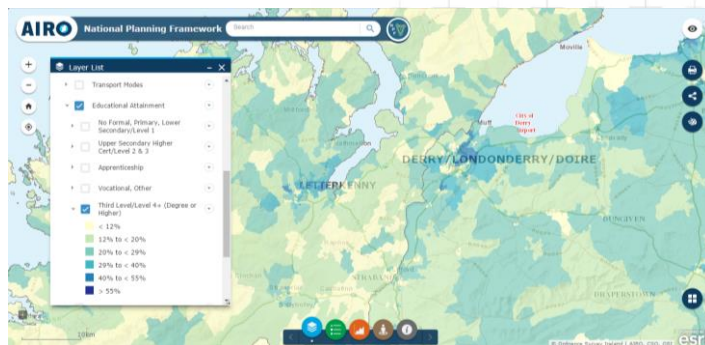 AIRO National Planning Framework
Search
Layer List
Transport Modes
Educational Attainment
No Formal, Primary, Lower
Secondary/Level 1
Upper Secondary Higher
Cert/Level 2 & 3
Apprenticeship
Vocational, Other
Third Level/Level 4+ (Degree or
Higher)
< 12%
12% to < 20%
20% to < 29%
29% to < 40%
40% to < 55%
> 55%
Moville
Muff
City of
Derry
Airport
DERRY/LONDONDERRY/DOIRE
LETTERKENNY
STRABANE
DUNGIVEN
DRAPERSTOWN
10km
esri